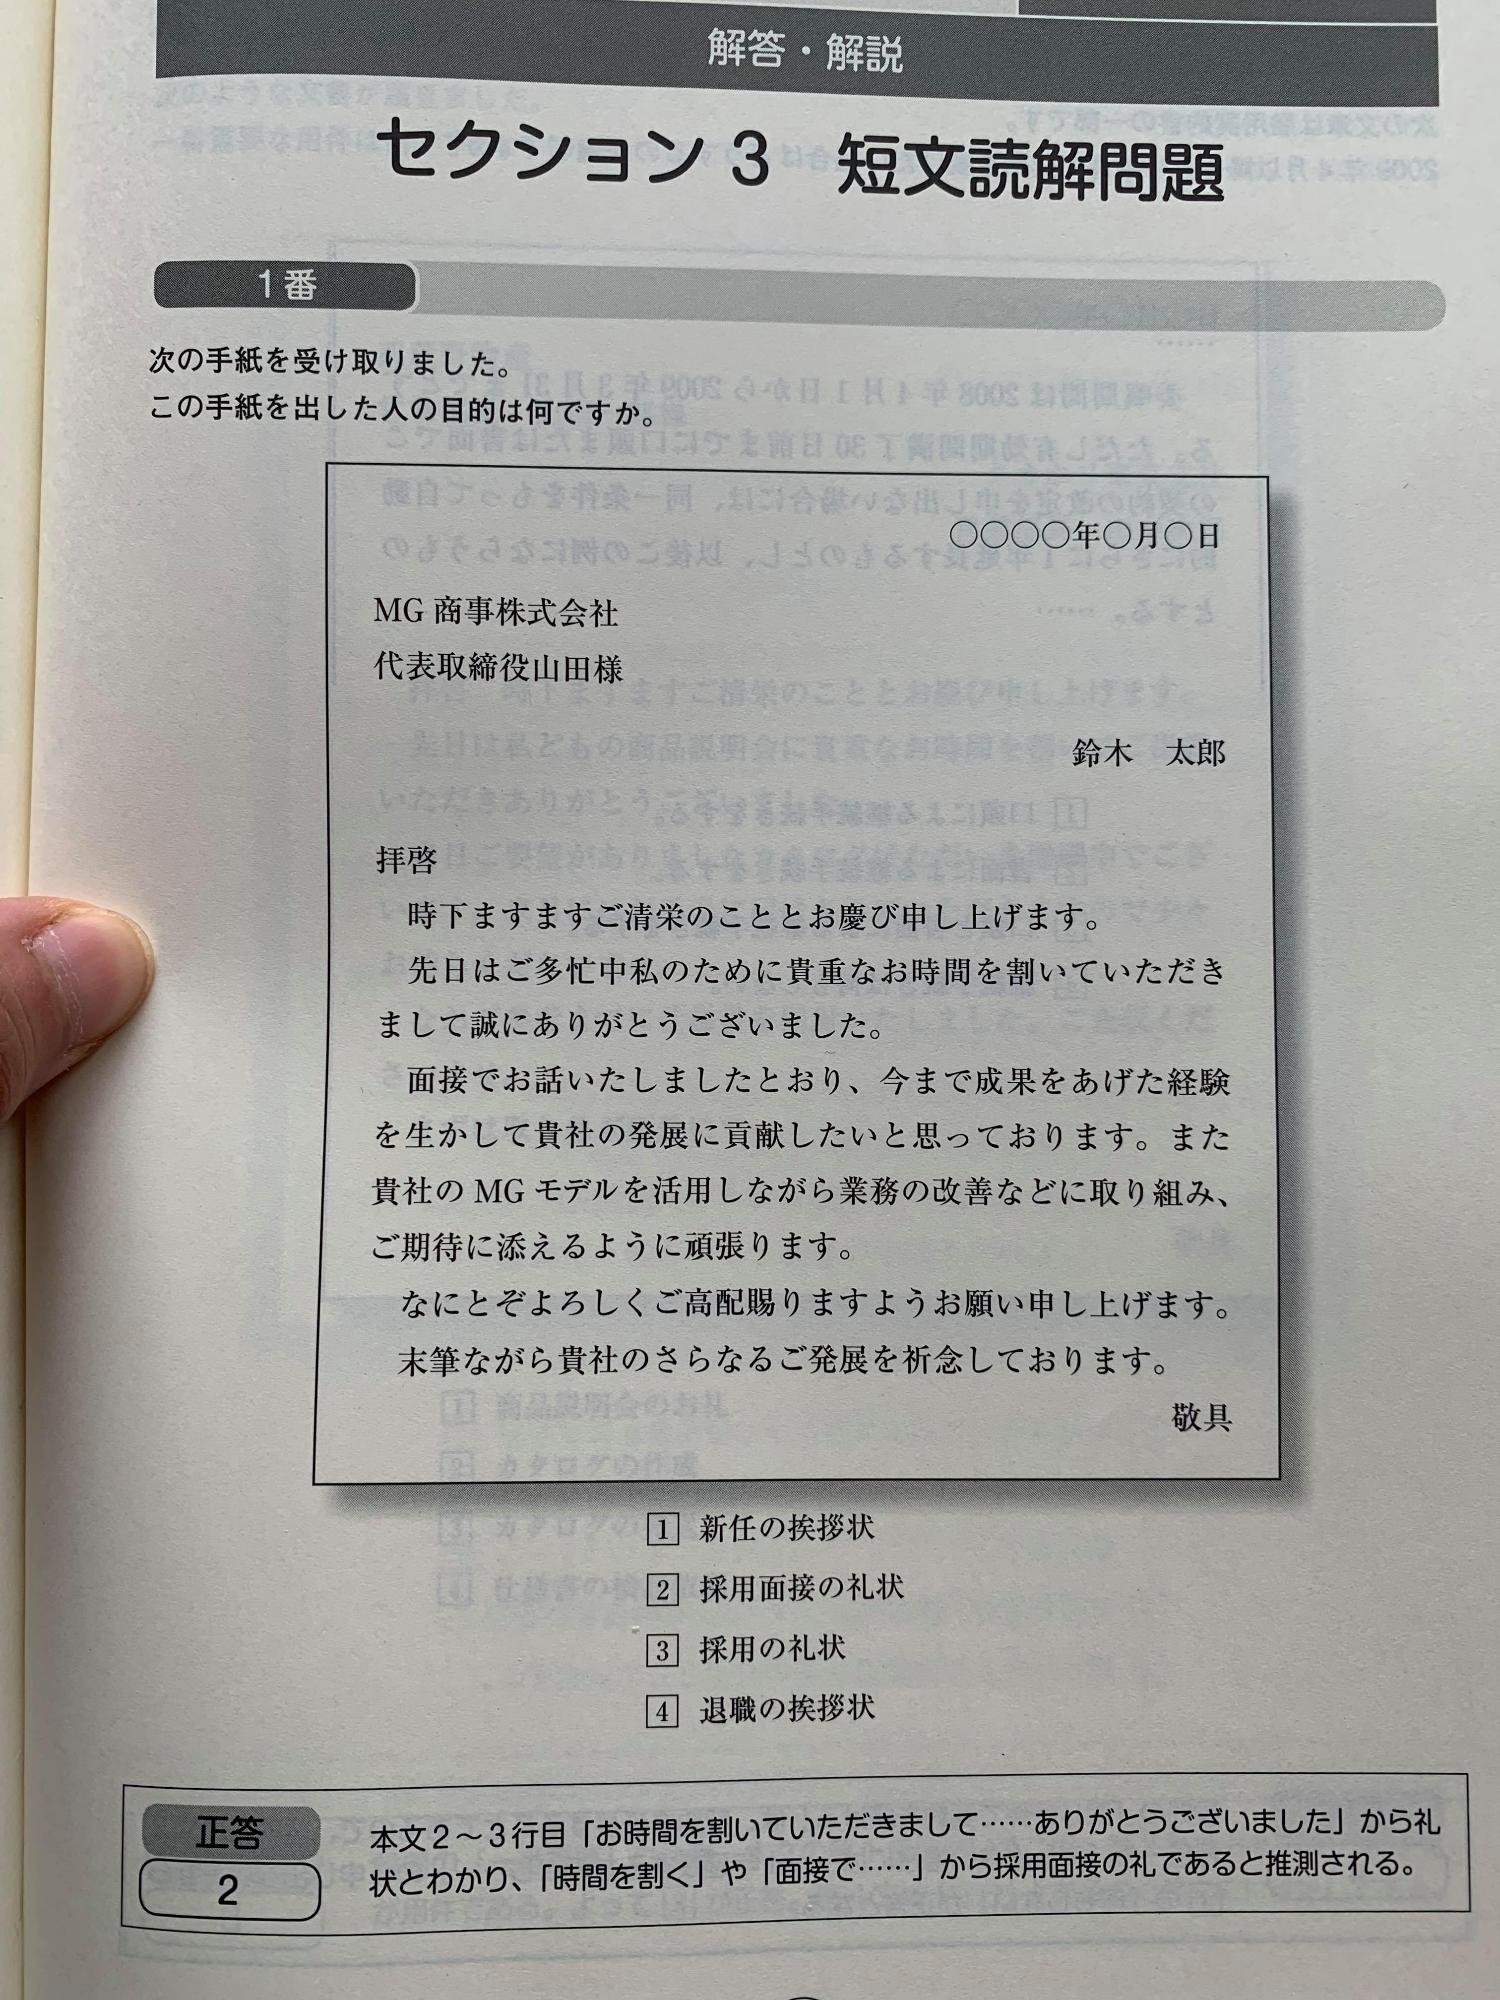 解答・解説
セクション3　短文読解問題
1番
次の手紙を受け取りました。
この手紙を出した人の目的は何ですか。
〇〇〇〇年〇月〇日
MG 商事株式会社
代表取締役山田様
鈴木　太郎
拝啓
時下ますますご清栄のこととお慶び申し上げます。
先日はご多忙中私のために貴重なお時間を割いていただき
まして誠にありがとうございました。
面接でお話いたしましたとおり、今まで成果をあげた経験
を生かして貴社の発展に貢献したいと思っております。また
貴社の MG モデルを活用しながら業務の改善などに取り組み、
ご期待に添えるように頑張ります。
なにとぞよろしくご高配賜りますようお願い申し上げます。
末筆ながら貴社のさらなるご発展を祈念しております。
敬具
1 新任の挨拶状
2 採用面接の礼状
3 採用の礼状
4 退職の挨拶状
正答
2
本文2～3行目「お時間を割いていただきまして……ありがとうございました」から礼
状とわかり、「時間を割く」や「面接で……」から採用面接の礼であると推測される。